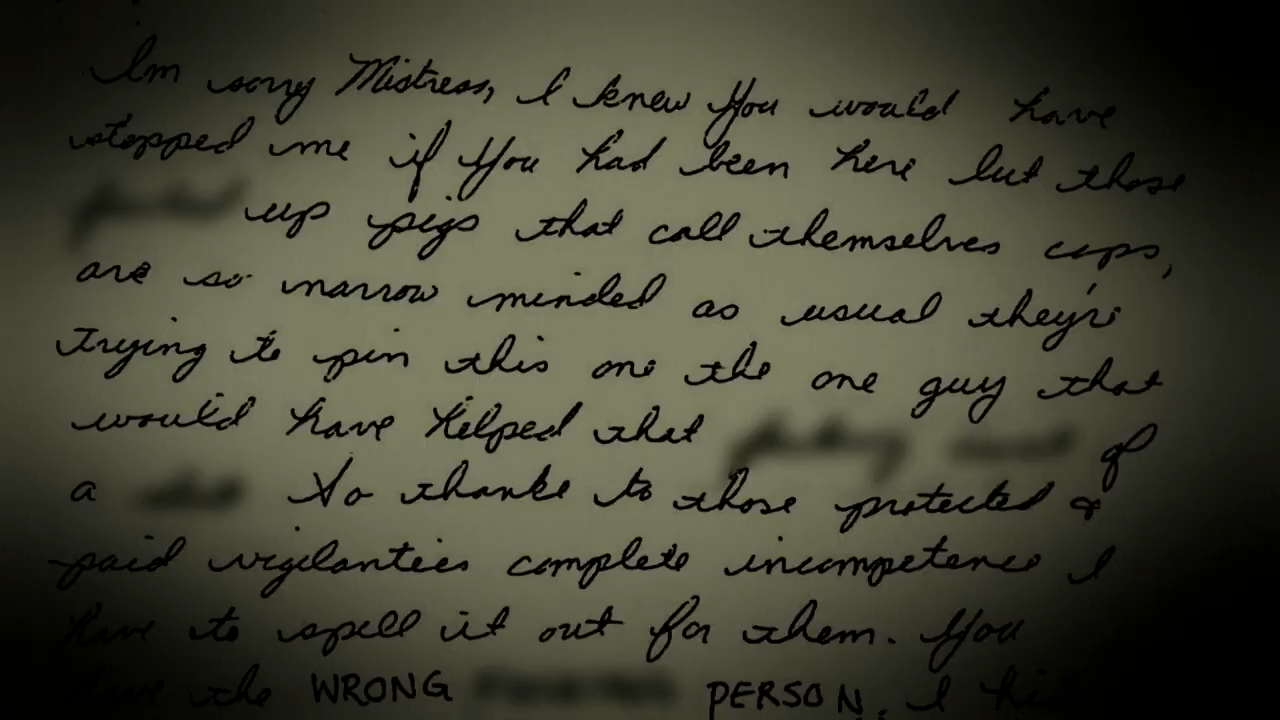 Im sorry Mistress, I knew You would have
stopped me if You had been here but those
up pigs that call themselves cops,
are so narrow minded as usual they're
trying to pin this one the one guy that
would have helped that of
a So thanks to those protected &
paid vigilanties complete incompetence I
have to spell it out for them. You
have the WRONG PERSON, I